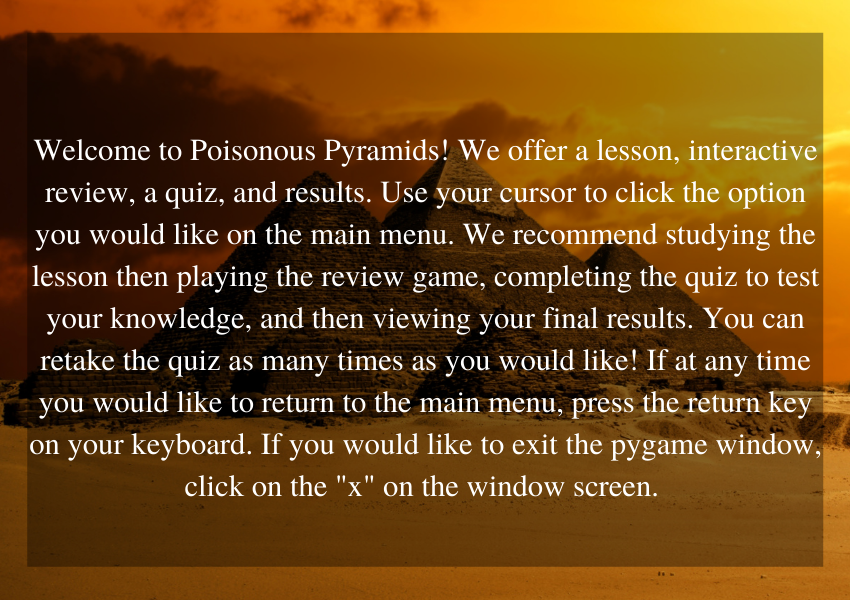 Welcome to Poisonous Pyramids! We offer a lesson, interactive
review, a quiz, and results. Use your cursor to click the option
you would like on the main menu. We recommend studying the
lesson then playing the review game, completing the quiz to test
your knowledge, and then viewing your final results. You can
retake the quiz as many times as you would like! If at any time
you would like to return to the main menu, press the return key
on your keyboard. If you would like to exit the pygame window,
click on the "x" on the window screen.